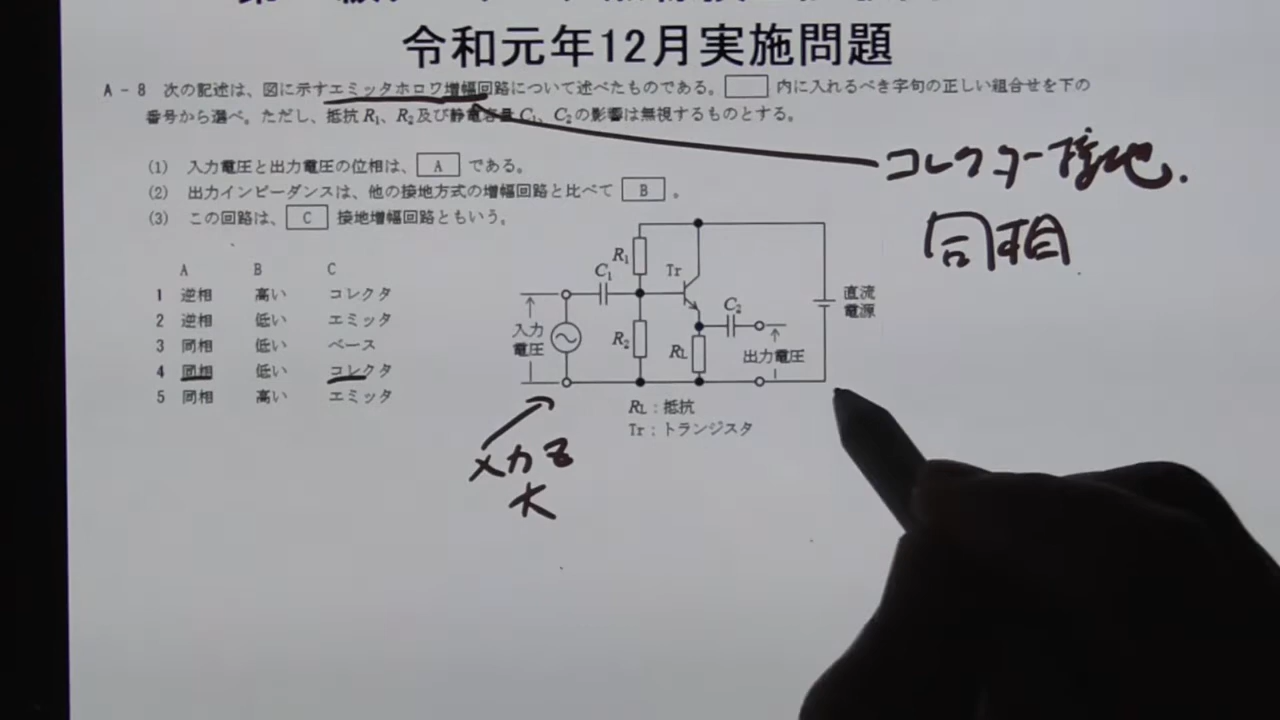 令和元年12月実施問題
A-8 次の記述は、図に示すエミッタホロワ増幅回路について述べたものである。 内に入れるべき字句の正しい組合せを下の
番号から選べ。ただし、抵抗R1、R2及び静電容量C1、C2の影響は無視するものとする。
コレクター接地.
(1) 入力電圧と出力電圧の位相は、 A である。
(2) 出力インピーダンスは、他の接地方式の増幅回路と比べて B 。
(3) この回路は、 C 接地増幅回路ともいう。
同相
A B C
1 逆相 高い コレクタ
2 逆相 低い エミッタ
3 同相 低い ベース
4 同相 低い コレクタ
5 同相 高い エミッタ
R1
C1
Tr
C2
直流
電源
入力
電圧
R2
RL
出力電圧
RL:抵抗
Tr:トランジスタ
入力Z
大